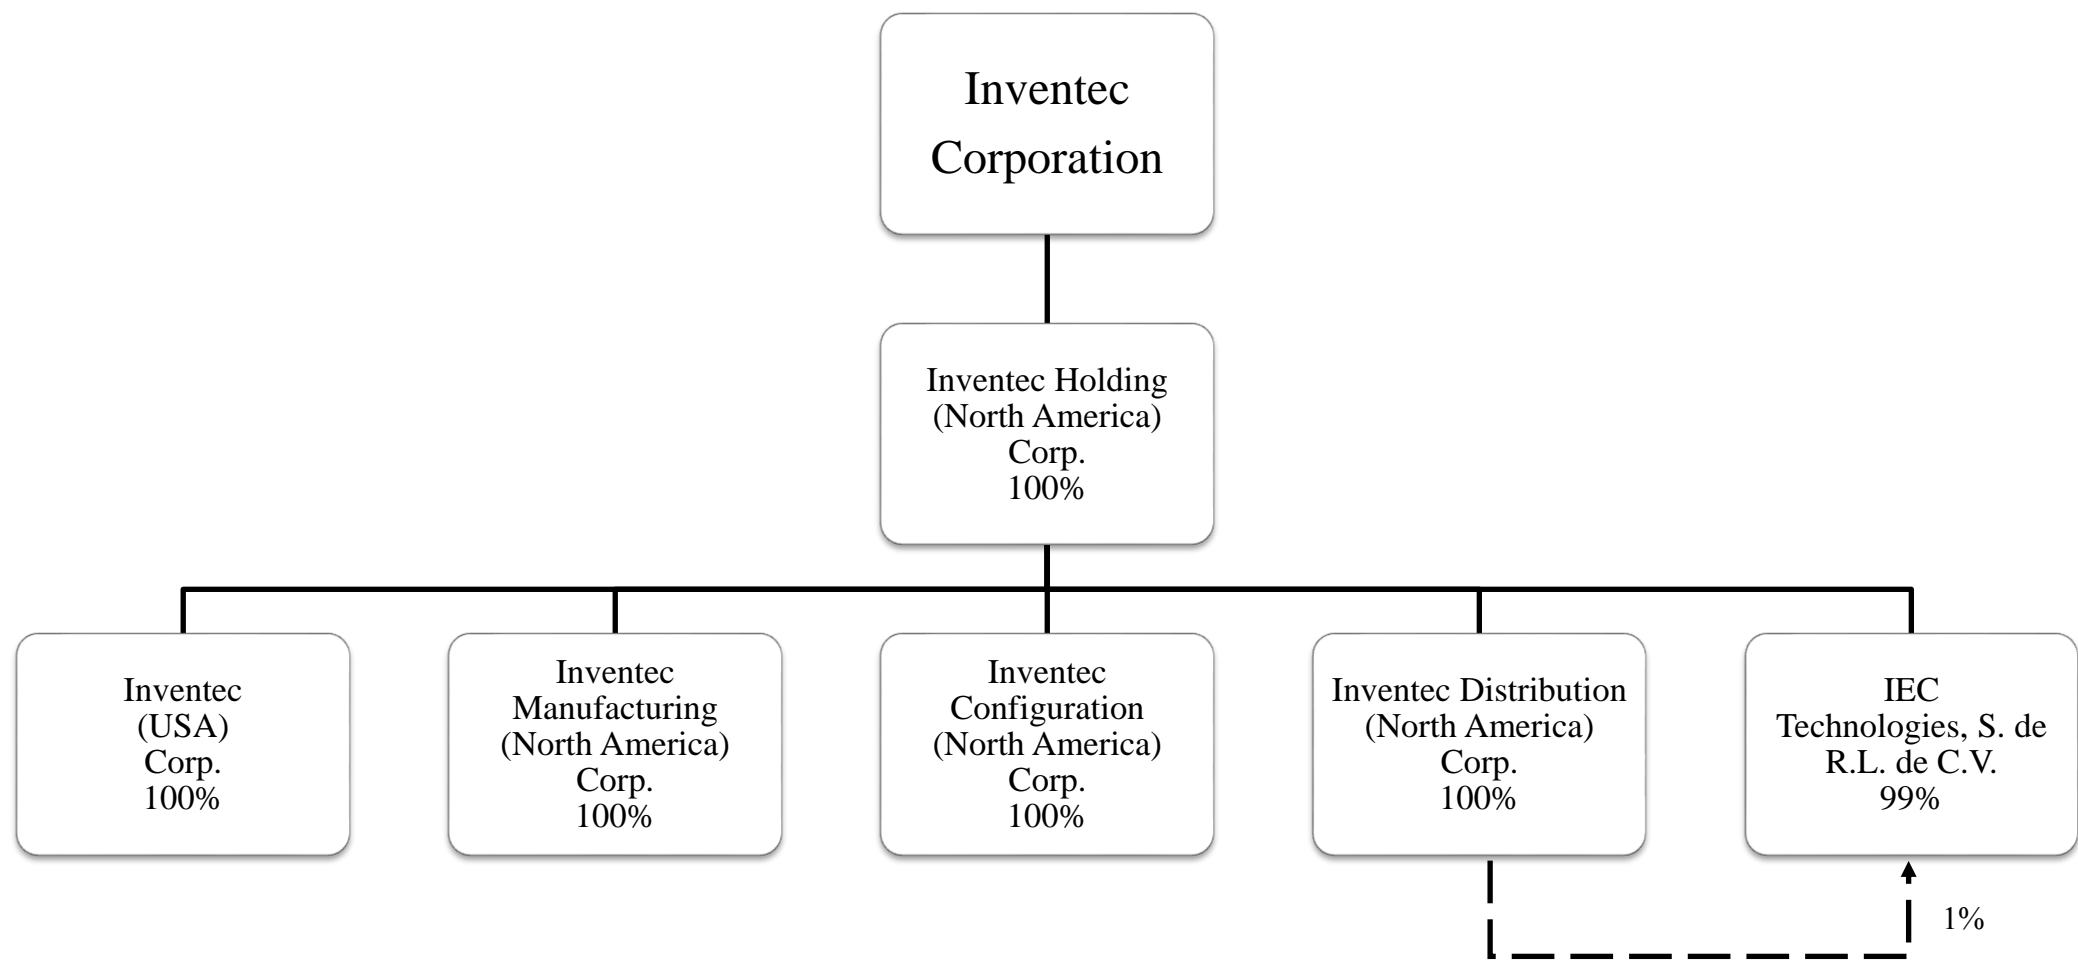 Inventec
Corporation
Inventec Holding
(North America)
Corp.
100%
Inventec
(USA)
Corp.
100%
Inventec
Manufacturing
(North America)
Corp.
100%
Inventec
Configuration
(North America)
Corp.
100%
Inventec Distribution
(North America)
Corp.
100%
IEC
Technologies, S. de
R.L. de C.V.
99%
1%